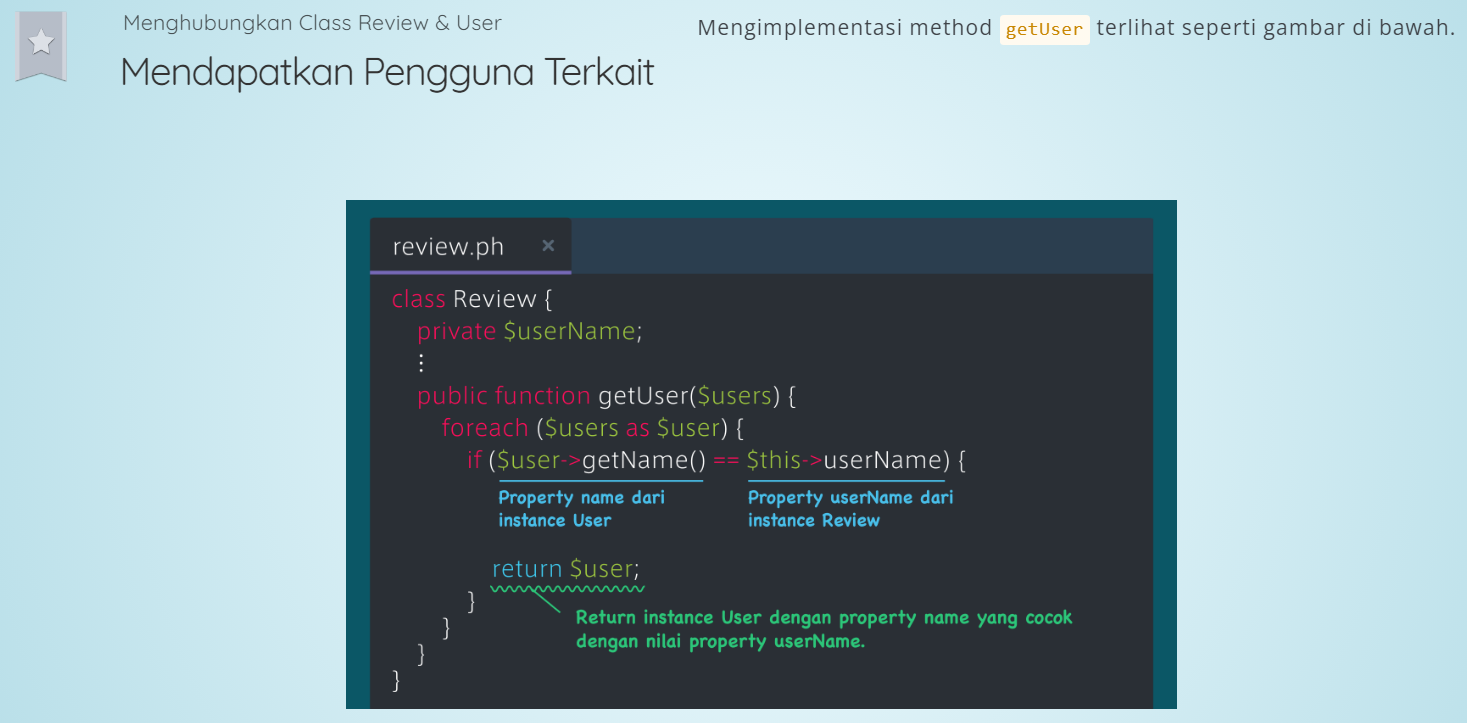 Menghubungkan Class Review & User
Mendapatkan Pengguna Terkait
Mengimplementasi method getUser terlihat seperti gambar di bawah.
review.ph ×
class Review {
private $userName;
⋮
public function getUser($users) {
foreach ($users as $user) {
if ($user->getName() == $this->userName) {
Property name dari
instance User
Property userName dari
instance Review
return $user;
}
Return instance User dengan property name yang cocok
dengan nilai property userName.
}
}
}